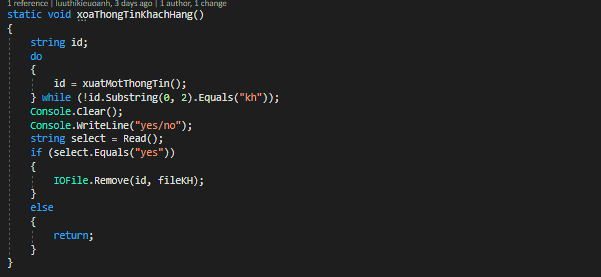 1 reference | luuthikieuoanh, 3 days ago | 1 author, 1 change
static void xoaThongTinKhachHang()
{
string id;
do
{
id = xuatMotThongTin();
} while (!id.Substring(0, 2).Equals("kh"));
Console.Clear();
Console.WriteLine("yes/no");
string select = Read();
if (select.Equals("yes"))
{
IOFile.Remove(id, fileKH);
}
else
{
return;
}
}